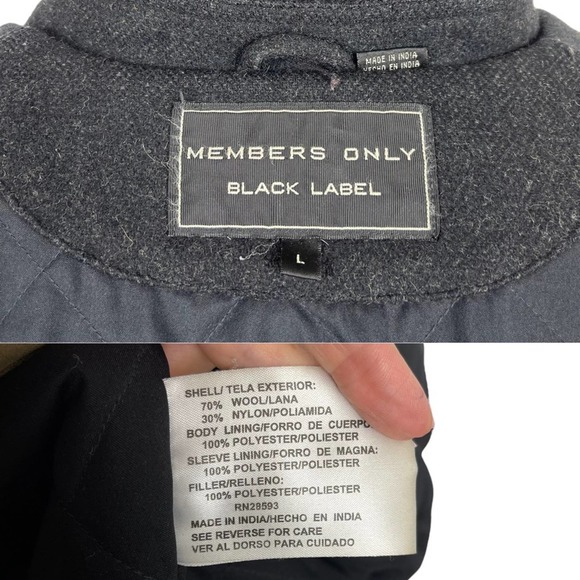 MADE IN INDIA
HECHO EN INDIA
MEMBERS ONLY
BLACK LABEL
L
SHELL/ TELA EXTERIOR:
70% WOOL/LANA
30% NYLON/POLIAMIDA
BODY LINING/FORRO DE CUERPO
100% POLYESTER/POLIESTER
SLEEVE LINING/FORRO DE MAGNA:
100% POLYESTER/POLIESTER
FILLER/RELLENO:
100% POLYESTER/POLIESTER
RN28593
MADE IN INDIA/HECHO EN INDIA
SEE REVERSE FOR CARE
VER AL DORSO PARA CUIDADO